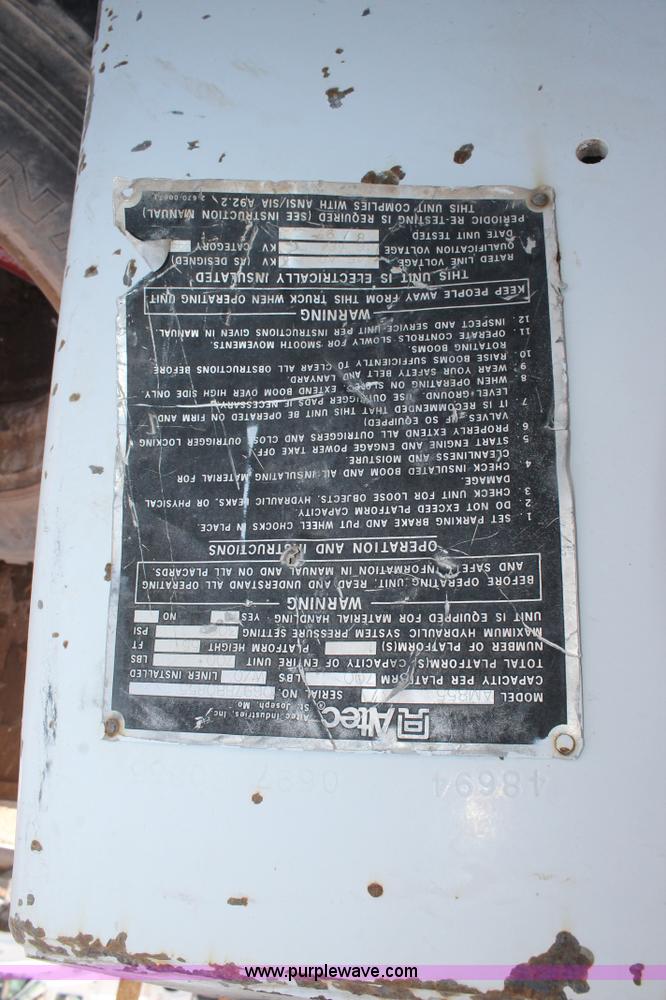 Altec
Altec Industries, Inc.
St. Joseph, Mo.
MODEL AM855 SERIAL NO.
CAPACITY PER PLATFORM LBS W/O LINER INSTALLED
TOTAL PLATFORM(S) CAPACITY OF ENTIRE UNIT LBS
NUMBER OF PLATFORM(S) PLATFORM HEIGHT FT
MAXIMUM HYDRAULIC SYSTEM PRESSURE SETTING PSI
UNIT IS EQUIPPED FOR MATERIAL HANDLING YES NO
WARNING
BEFORE OPERATING UNIT, READ AND UNDERSTAND ALL OPERATING
AND SAFETY INFORMATION IN MANUAL AND ON ALL PLACARDS.
OPERATION AND INSTRUCTIONS
1. SET PARKING BRAKE AND PUT WHEEL CHOCKS IN PLACE.
2. DO NOT EXCEED PLATFORM CAPACITY.
3. CHECK UNIT FOR LOOSE OBJECTS, HYDRAULIC LEAKS, OR PHYSICAL
DAMAGE.
4. CHECK INSULATED BOOM AND ALL INSULATING MATERIAL FOR
CLEANLINESS AND MOISTURE.
5. START ENGINE AND ENGAGE POWER TAKE OFF.
6. PROPERLY EXTEND ALL OUTRIGGERS AND CLOSE OUTRIGGER LOCKING
VALVES (IF SO EQUIPPED)
7. IT IS RECOMMENDED THAT THIS UNIT BE OPERATED ON FIRM AND
LEVEL GROUND. USE OUTRIGGER PADS IF NECESSARY.
8. WHEN OPERATING ON SLOPE, EXTEND BOOM OVER HIGH SIDE ONLY.
9. WEAR YOUR SAFETY BELT AND LANYARD.
10. RAISE BOOMS SUFFICIENTLY TO CLEAR ALL OBSTRUCTIONS BEFORE
ROTATING BOOMS.
11. OPERATE CONTROLS SLOWLY FOR SMOOTH MOVEMENTS.
12. INSPECT AND SERVICE UNIT PER INSTRUCTIONS GIVEN IN MANUAL.
WARNING
KEEP PEOPLE AWAY FROM THIS TRUCK WHEN OPERATING UNIT
THIS UNIT IS ELECTRICALLY INSULATED
RATED LINE VOLTAGE KV (AS DESIGNED)
QUALIFICATION VOLTAGE KV CATEGORY
DATE UNIT TESTED
PERIODIC RE-TESTING IS REQUIRED (SEE INSTRUCTION MANUAL)
THIS UNIT COMPLIES WITH ANSI/SIA A92.2
www.purplewave.com